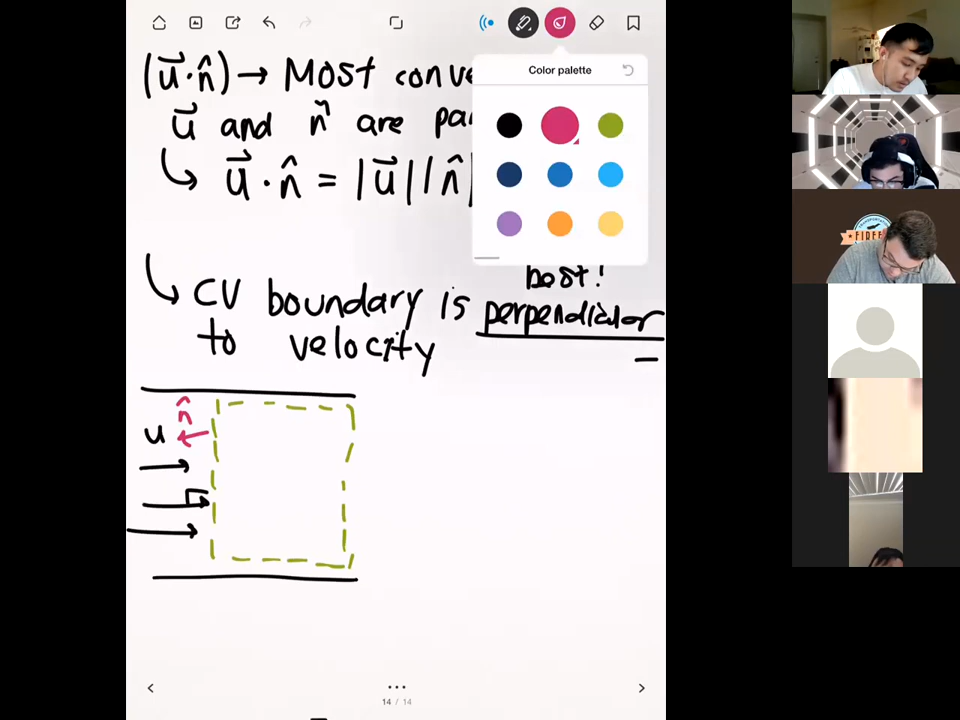 (u⃗·n̂) → Most conve
Color palette
u⃗ and n̂ are pa
↳ u⃗·n̂ = |u⃗||n̂|
best!
↳ CV boundary is perpendicular
to velocity
n̂
u
14 / 14